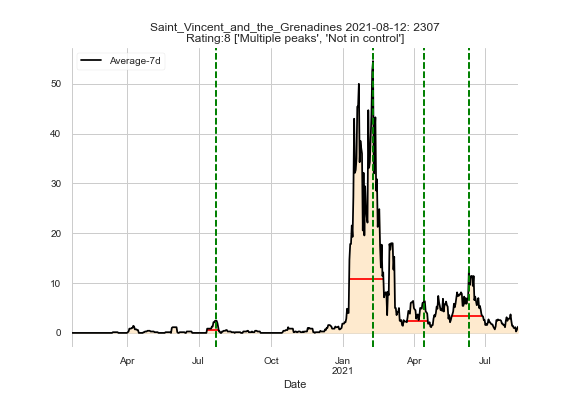 Saint_Vincent_and_the_Grenadines 2021-08-12: 2307
Rating:8 ['Multiple peaks', 'Not in control']
Average-7d
50
40
30
20
10
0
Apr Jul Oct Jan Apr Jul
2021
Date